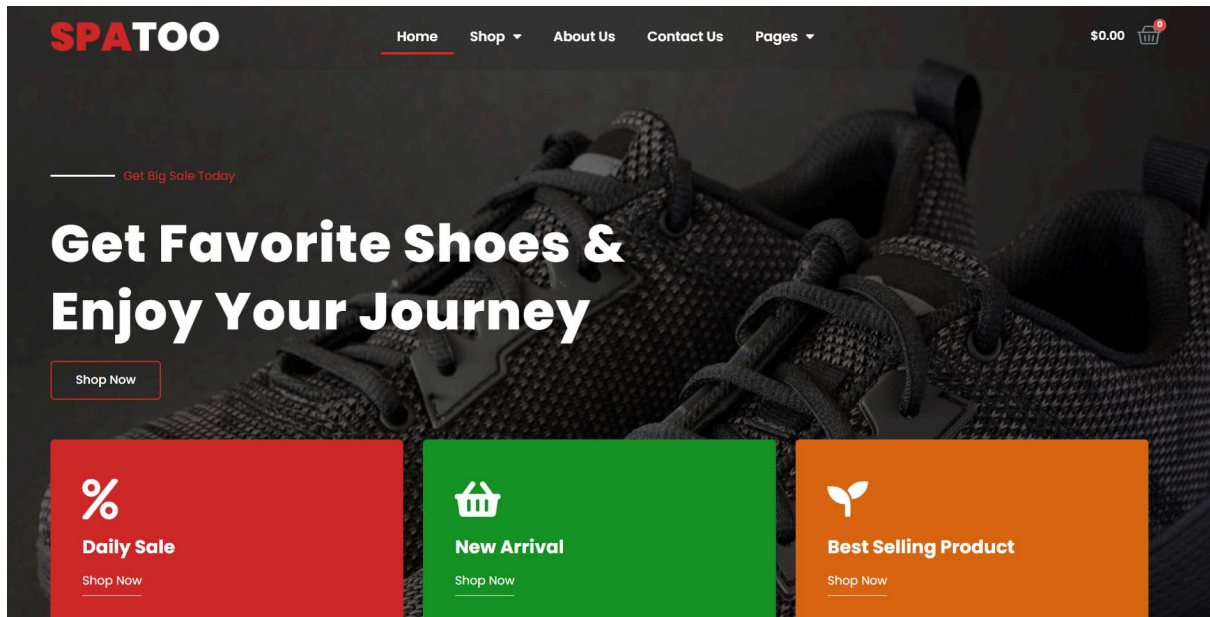 SPATOO
Home Shop About Us Contact Us Pages $0.00 0
Get Big Sale Today
Get Favorite Shoes &
Enjoy Your Journey
Shop Now
%
Daily Sale
Shop Now
New Arrival
Shop Now
Best Selling Product
Shop Now